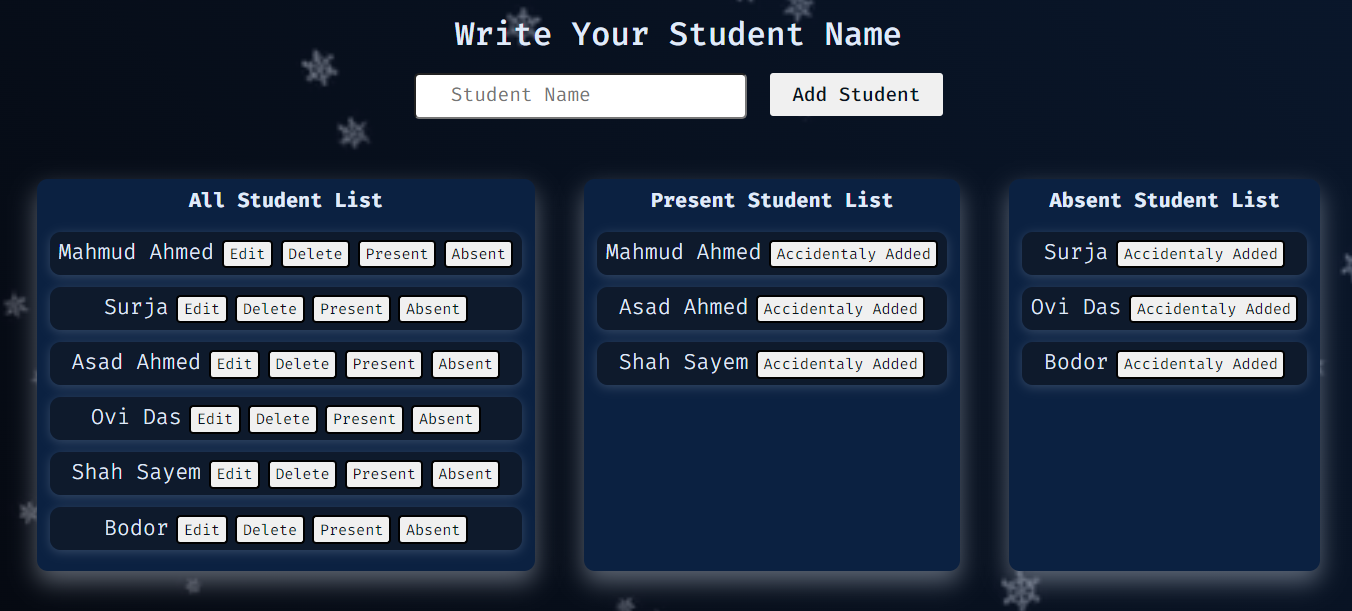 Write Your Student Name
Student Name
Add Student
All Student List
Mahmud Ahmed Edit Delete Present Absent
Surja Edit Delete Present Absent
Asad Ahmed Edit Delete Present Absent
Ovi Das Edit Delete Present Absent
Shah Sayem Edit Delete Present Absent
Bodor Edit Delete Present Absent
Present Student List
Mahmud Ahmed Accidentaly Added
Asad Ahmed Accidentaly Added
Shah Sayem Accidentaly Added
Absent Student List
Surja Accidentaly Added
Ovi Das Accidentaly Added
Bodor Accidentaly Added